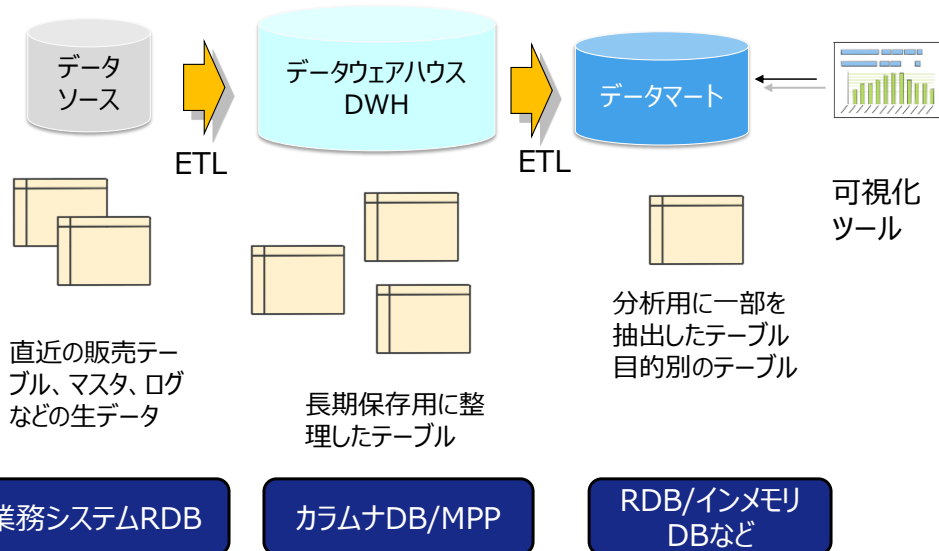 データ
ソース
データウェアハウス
DWH
データマート
ETL
ETL
可視化
ツール
直近の販売テー
ブル、マスタ、ログ
などの生データ
長期保存用に整
理したテーブル
分析用に一部を
抽出したテーブル
目的別のテーブル
業務システムRDB
カラムナDB/MPP
RDB/インメモリ
DBなど